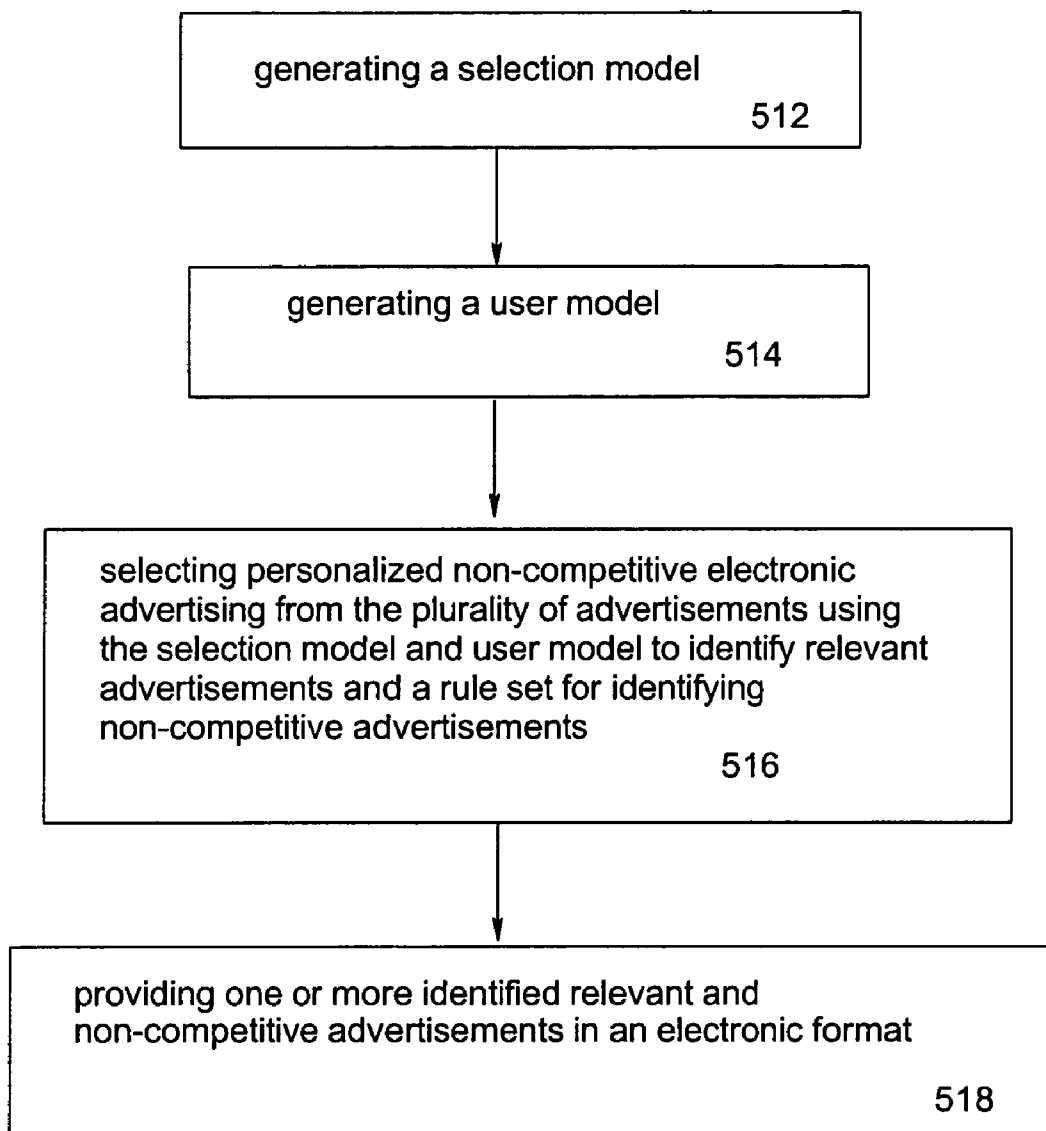 generating a selection model
512
generating a user model
514
selecting personalized non-competitive electronic
advertising from the plurality of advertisements using
the selection model and user model to identify relevant
advertisements and a rule set for identifying
non-competitive advertisements
516
providing one or more identified relevant and
non-competitive advertisements in an electronic format
518